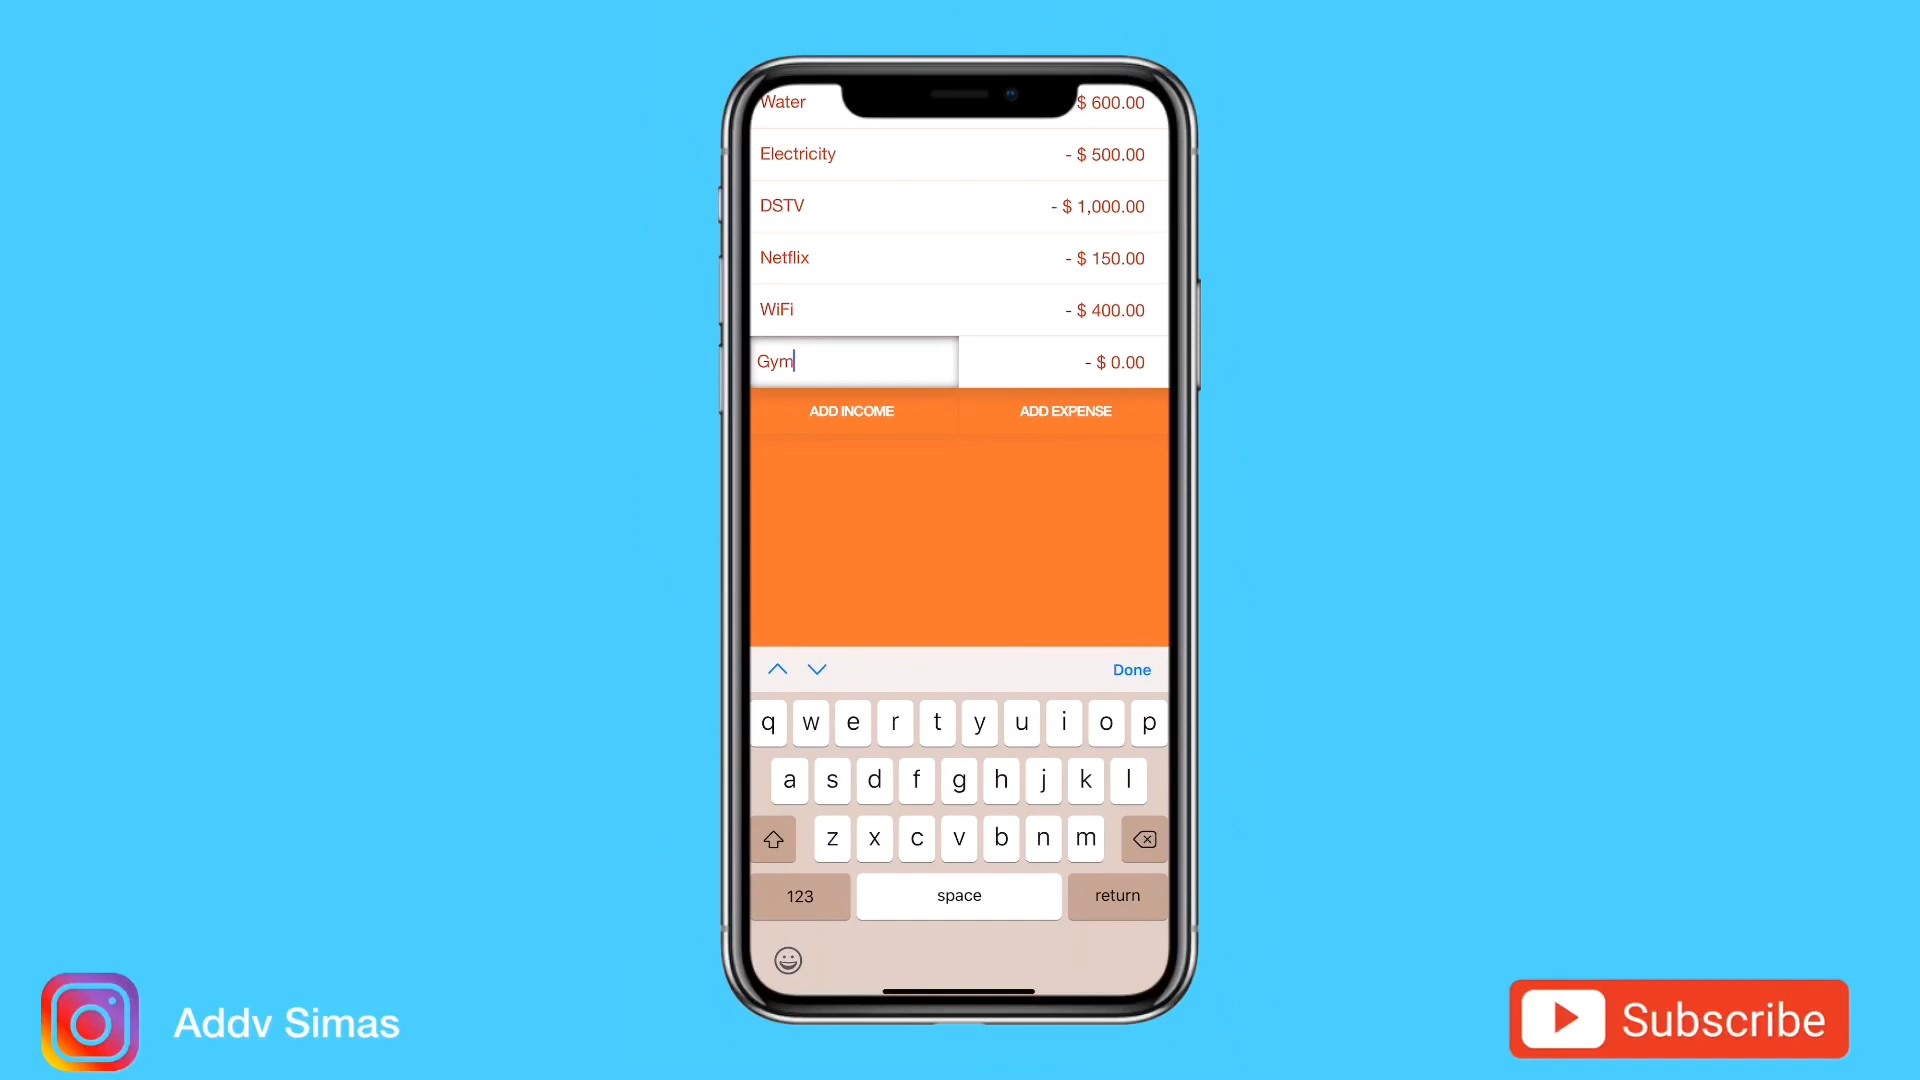 Water $ 600.00
Electricity - $ 500.00
DSTV - $ 1,000.00
Netflix - $ 150.00
WiFi - $ 400.00
Gym - $ 0.00
ADD INCOME ADD EXPENSE
Done
q w e r t y u i o p
a s d f g h j k l
z x c v b n m
123 space return
Addv Simas
Subscribe